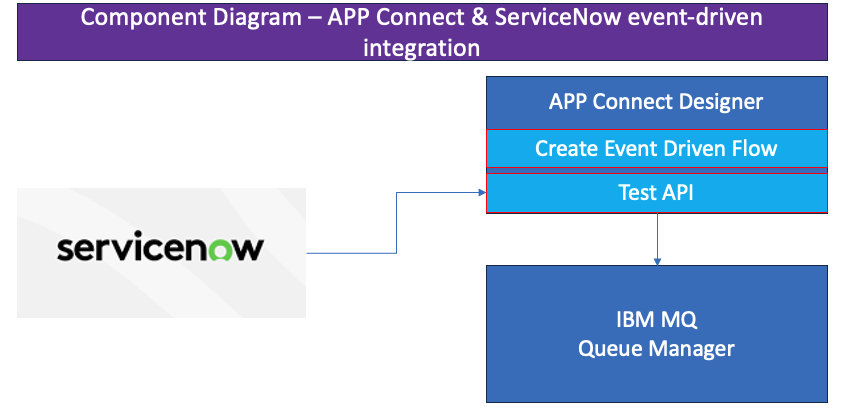 Component Diagram – APP Connect & ServiceNow event-driven
integration
APP Connect Designer
Create Event Driven Flow
Test API
servicenow
IBM MQ
Queue Manager